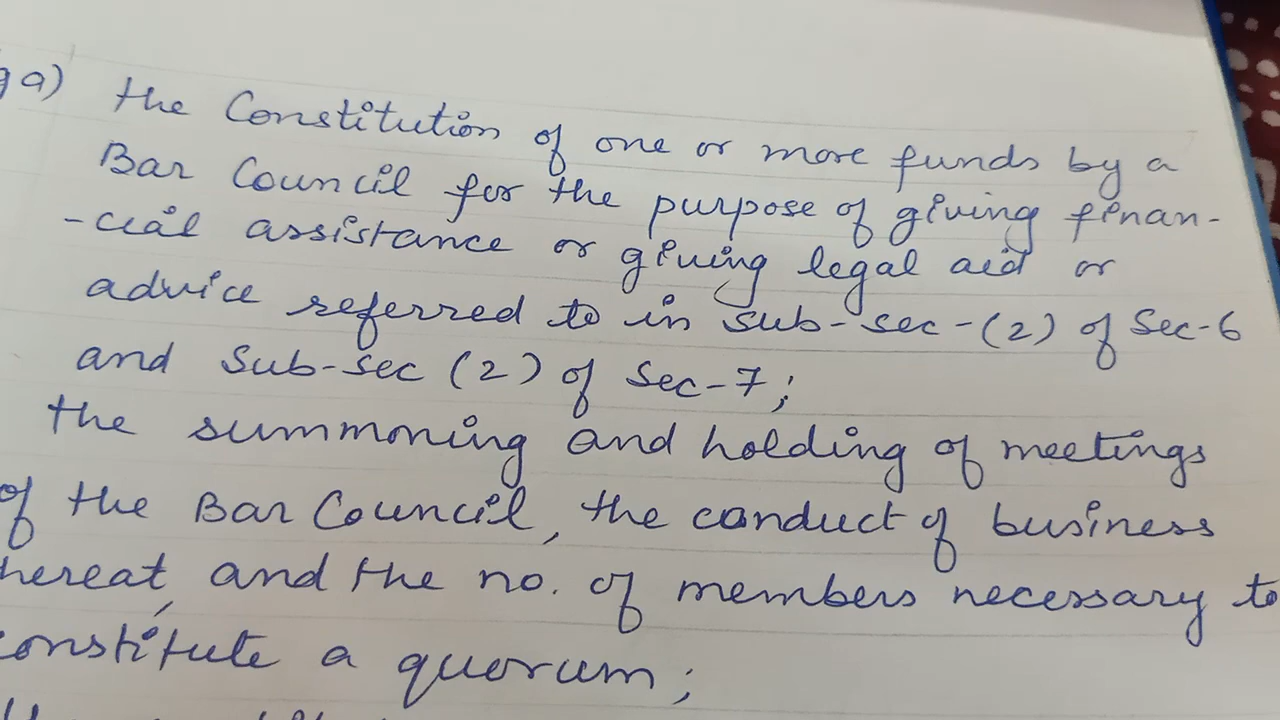 ga) the Constitution of one or more funds by a
Bar Council for the purpose of giving finan-
-cial assistance or giving legal aid or
advice referred to in sub-sec-(2) of Sec-6
and Sub-sec (2) of Sec-7;
the summoning and holding of meetings
of the Bar Council, the conduct of business
hereat, and the no. of members necessary to
constitute a quorum;